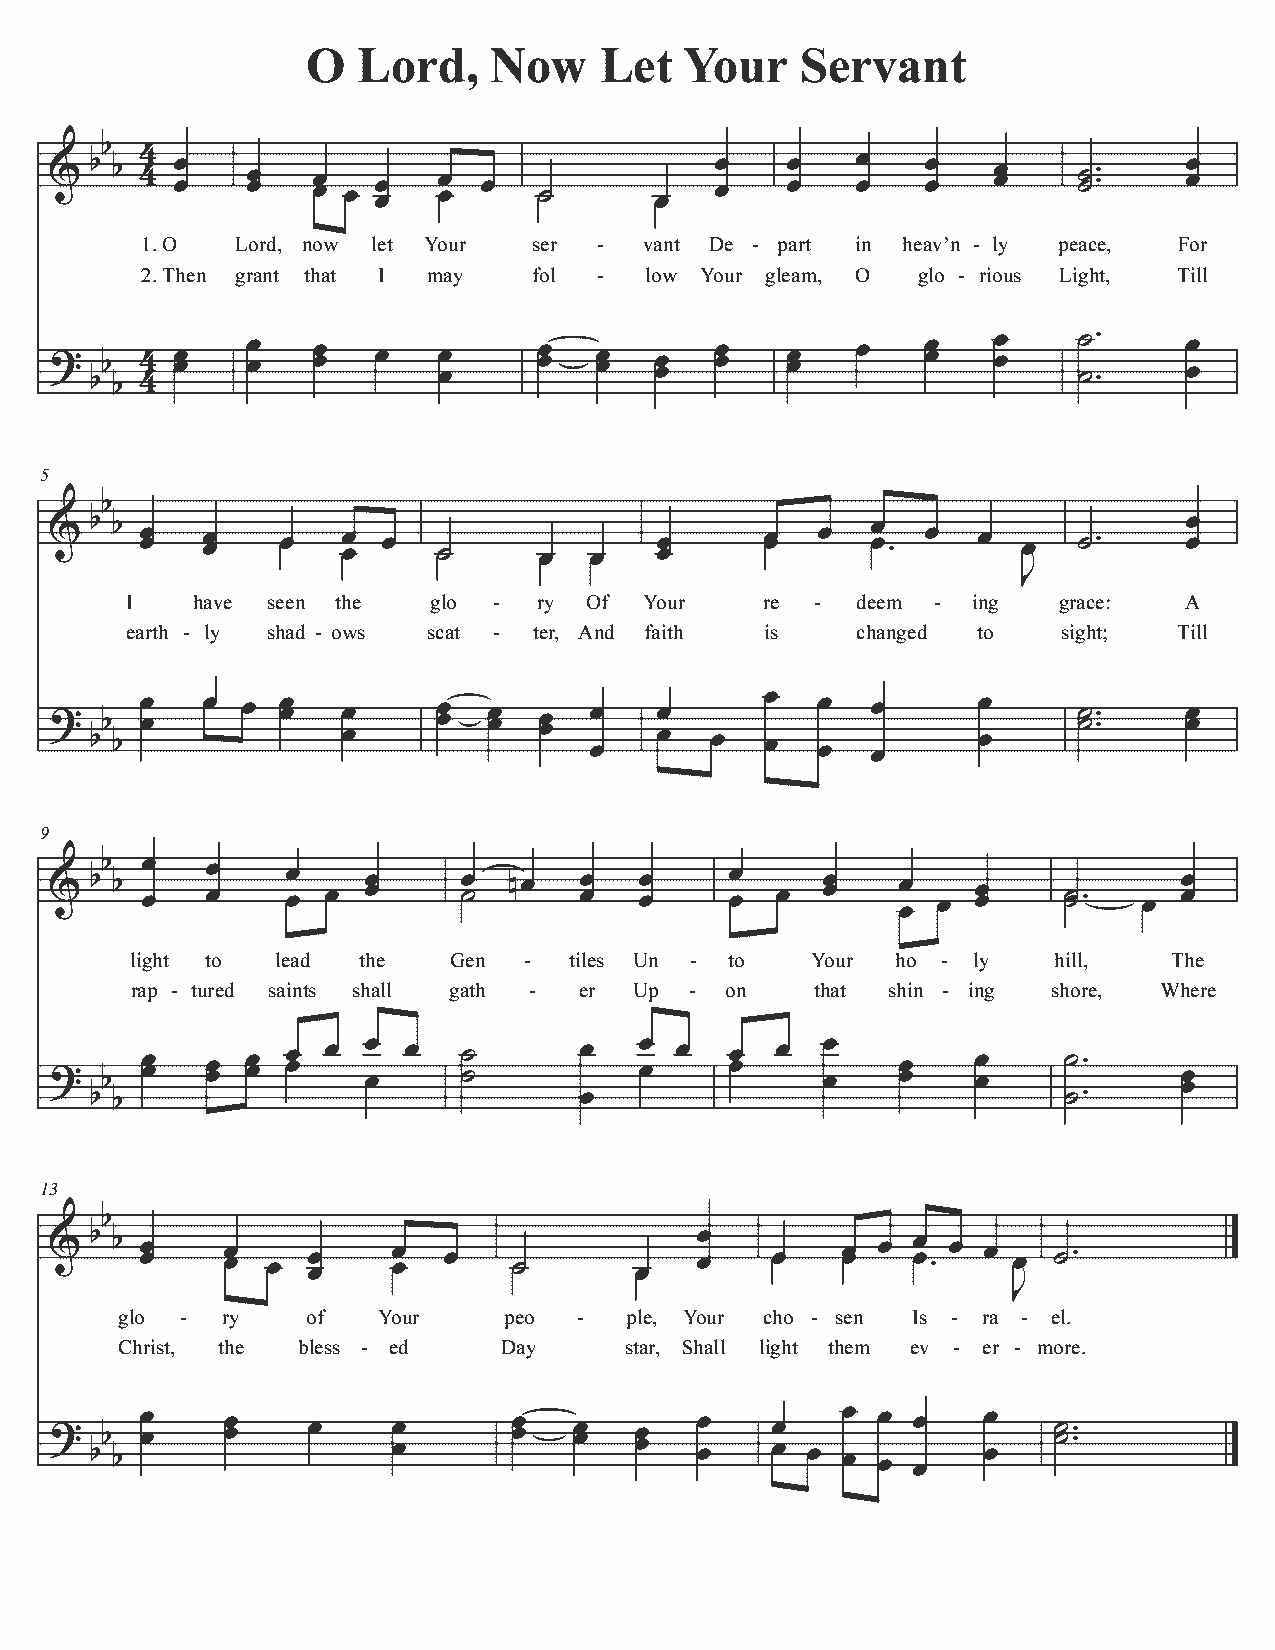 O Lord, Now Let Your Servant
1. O Lord, now let Your ser - vant De - part in heav’n - ly peace, For
2. Then grant that I may fol - low Your gleam, O glo - rious Light, Till
5
I have seen the glo - ry Of Your re - deem - ing grace: A
earth - ly shad - ows scat - ter, And faith is changed to sight; Till
9
light to lead the Gen - tiles Un - to Your ho - ly hill, The
rap - tured saints shall gath - er Up - on that shin - ing shore, Where
13
glo - ry of Your peo - ple, Your cho - sen Is - ra - el.
Christ, the bless - ed Day star, Shall light them ev - er - more.